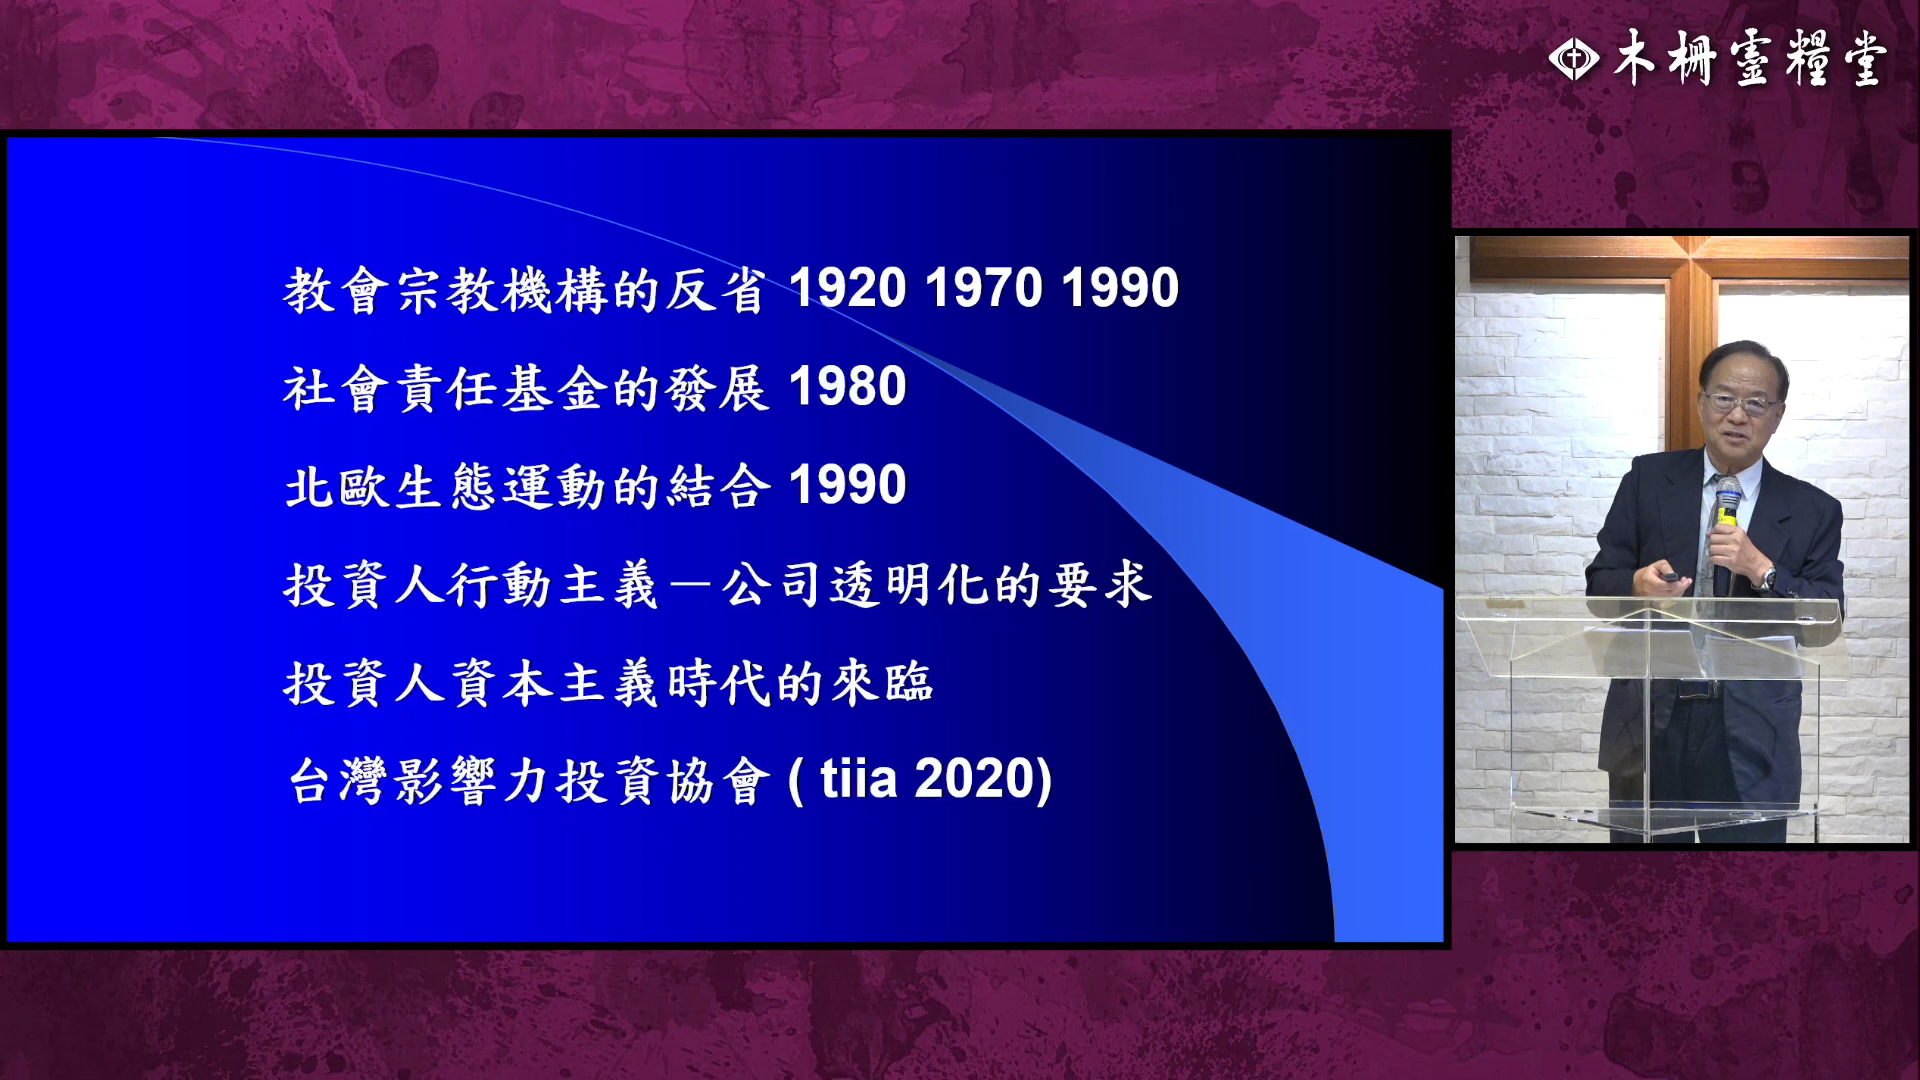 木柵靈糧堂
教會宗教機構的反省 1920 1970 1990
社會責任基金的發展 1980
北歐生態運動的結合 1990
投資人行動主義－公司透明化的要求
投資人資本主義時代的來臨
台灣影響力投資協會 ( tiia 2020)